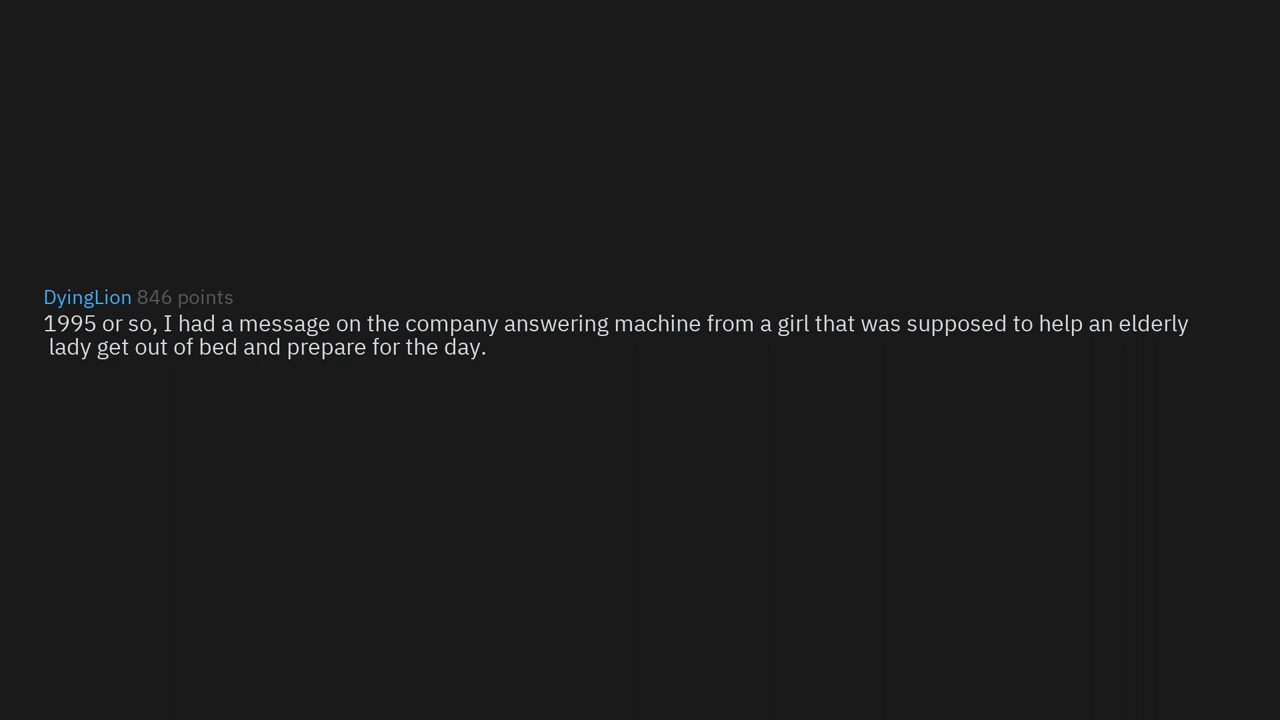 DyingLion 846 points
1995 or so, I had a message on the company answering machine from a girl that was supposed to help an elderly
lady get out of bed and prepare for the day.